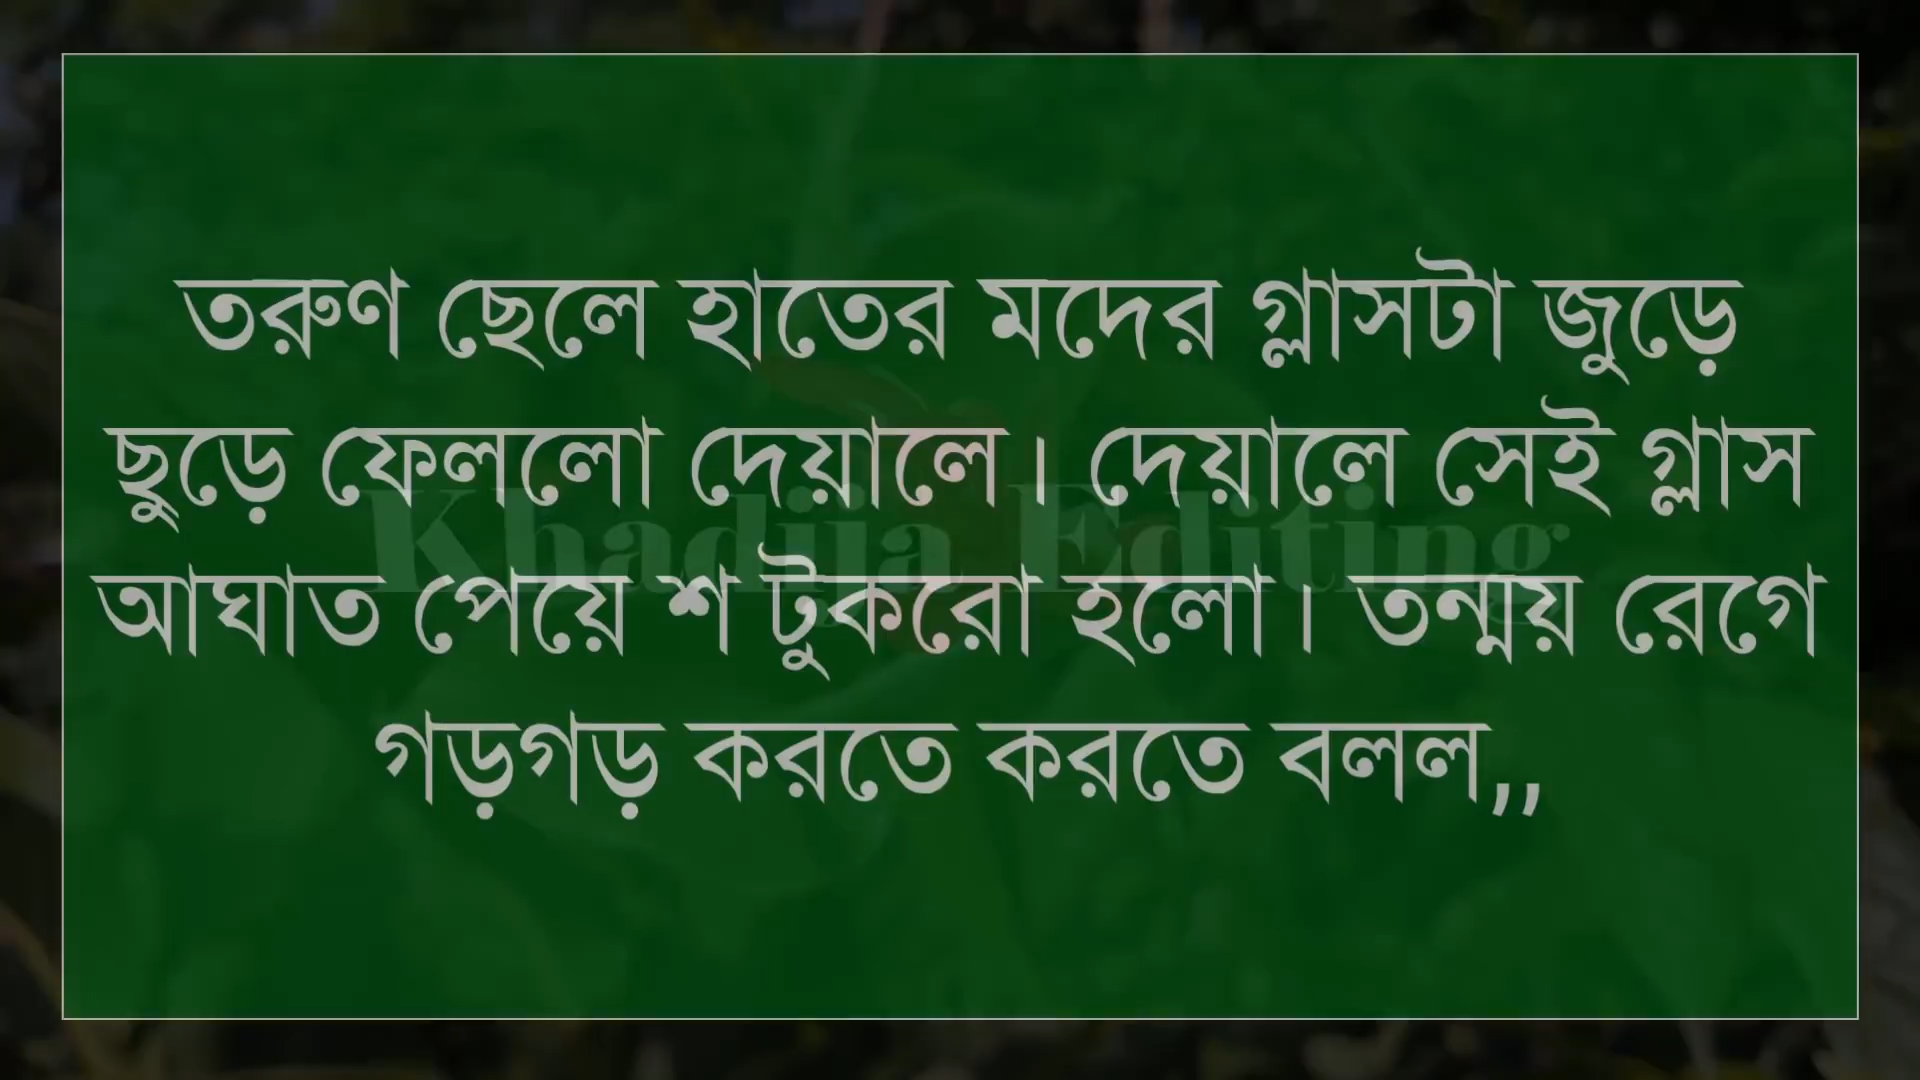 তরুণ ছেলে হাতের মদের গ্লাসটা জুড়ে
ছুড়ে ফেললো দেয়ালে। দেয়ালে সেই গ্লাস
Khadija Editing
আঘাত পেয়ে শ টুকরো হলো। তন্ময় রেগে
গড়গড় করতে করতে বলল,,